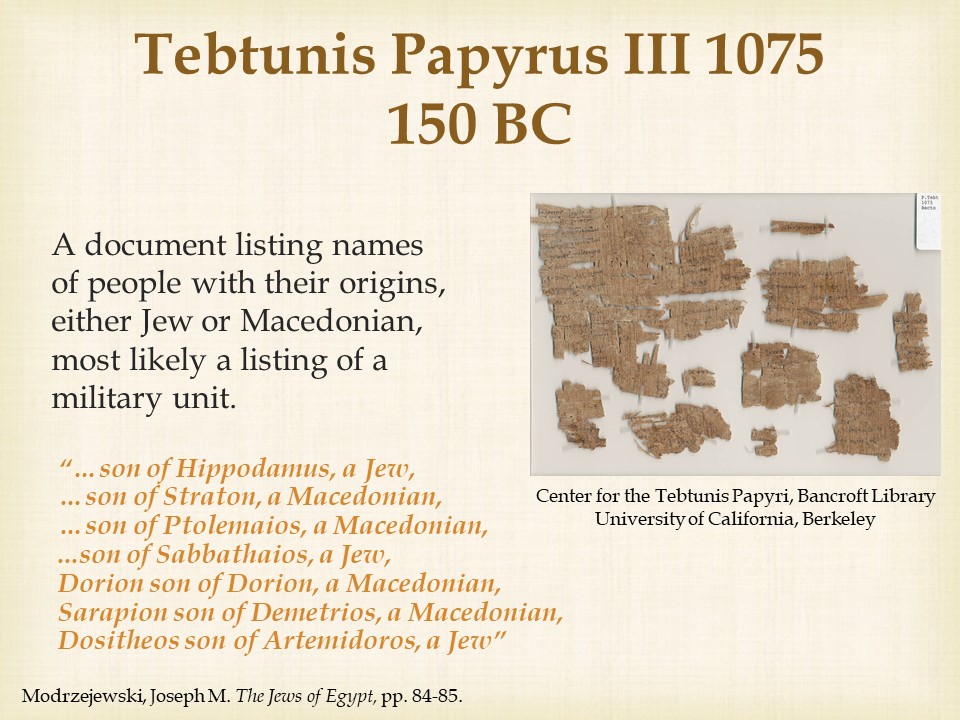 Tebtunis Papyrus III 1075
150 BC
A document listing names
of people with their origins,
either Jew or Macedonian,
most likely a listing of a
military unit.
“…son of Hippodamus, a Jew,
…son of Straton, a Macedonian,
…son of Ptolemaios, a Macedonian,
...son of Sabbathaios, a Jew,
Dorion son of Dorion, a Macedonian,
Sarapion son of Demetrios, a Macedonian,
Dositheos son of Artemidoros, a Jew”
P.Tebt
1075
Recto
Center for the Tebtunis Papyri, Bancroft Library
University of California, Berkeley
Modrzejewski, Joseph M. The Jews of Egypt, pp. 84-85.